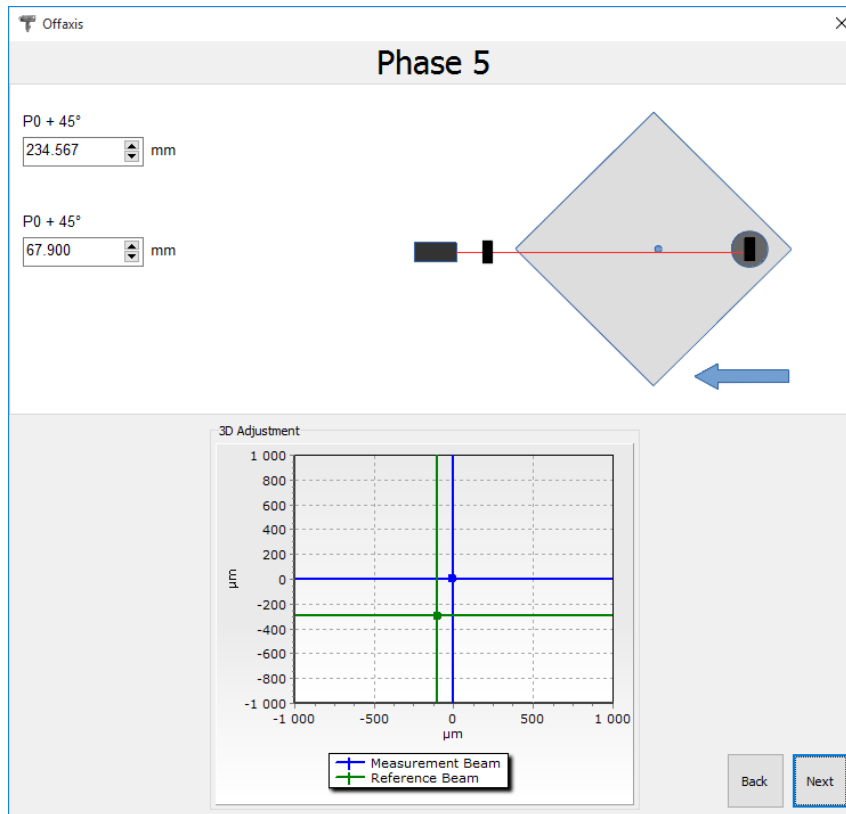 Offaxis
Phase 5
P0 + 45°
234.567 mm
P0 + 45°
67.900 mm
3D Adjustment
1 000
800
600
400
200
0
-200
-400
-600
-800
-1 000
µm
-1 000 -500 0 500 1 000
µm
Measurement Beam
Reference Beam
Back Next